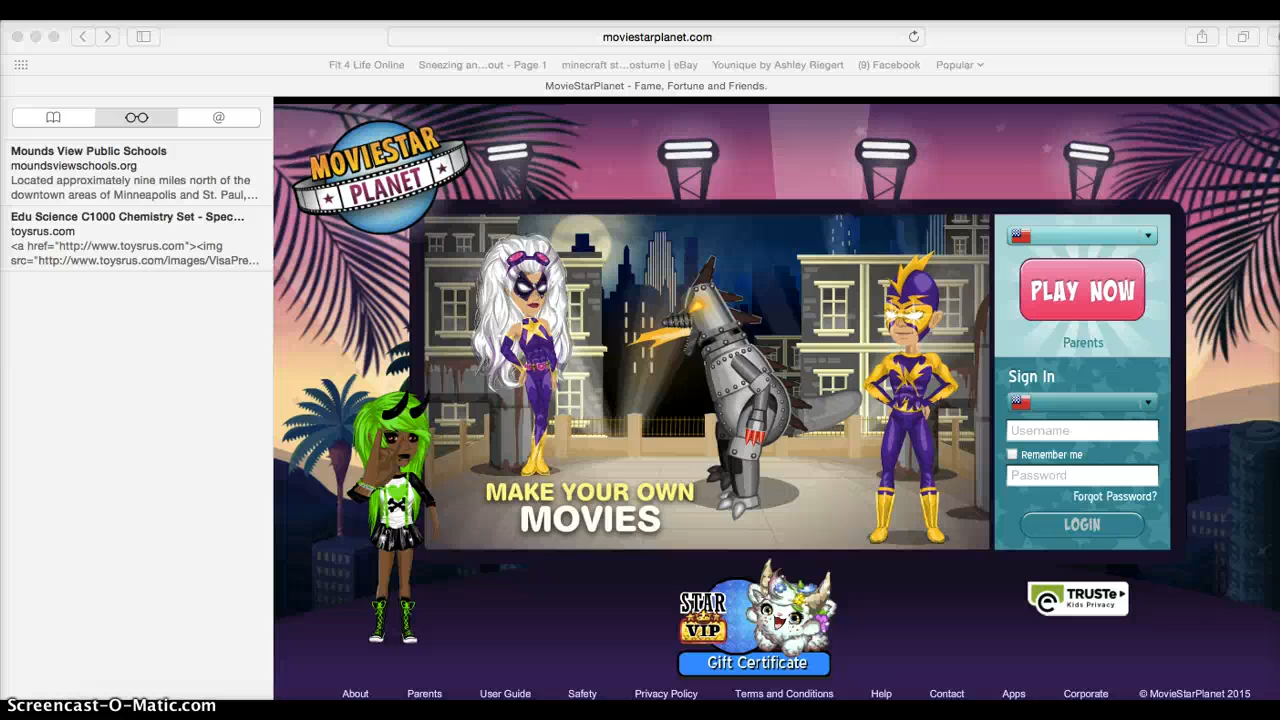 moviestarplanet.com
Fit 4 Life Online
Sneezing an...out - Page 1
minecraft st...ostume | eBay
Younique by Ashley Riegert
(9) Facebook
Popular
MovieStarPlanet - Fame, Fortune and Friends.
@
Mounds View Public Schools
moundsviewschools.org
Located approximately nine miles north of the
downtown areas of Minneapolis and St. Paul,...
Edu Science C1000 Chemistry Set - Spec...
toysrus.com
<a href="http://www.toysrus.com"><img
src="http://www.toysrus.com/images/VisaPre...
MOVIESTAR
PLANET
MAKE YOUR OWN
MOVIES
PLAY NOW
Parents
Sign In
Username
Remember me
Password
Forgot Password?
LOGIN
STAR
VIP
Gift Certificate
TRUSTe
Kids Privacy
About
Parents
User Guide
Safety
Privacy Policy
Terms and Conditions
Help
Contact
Apps
Corporate
© MovieStarPlanet 2015
Screencast-O-Matic.com